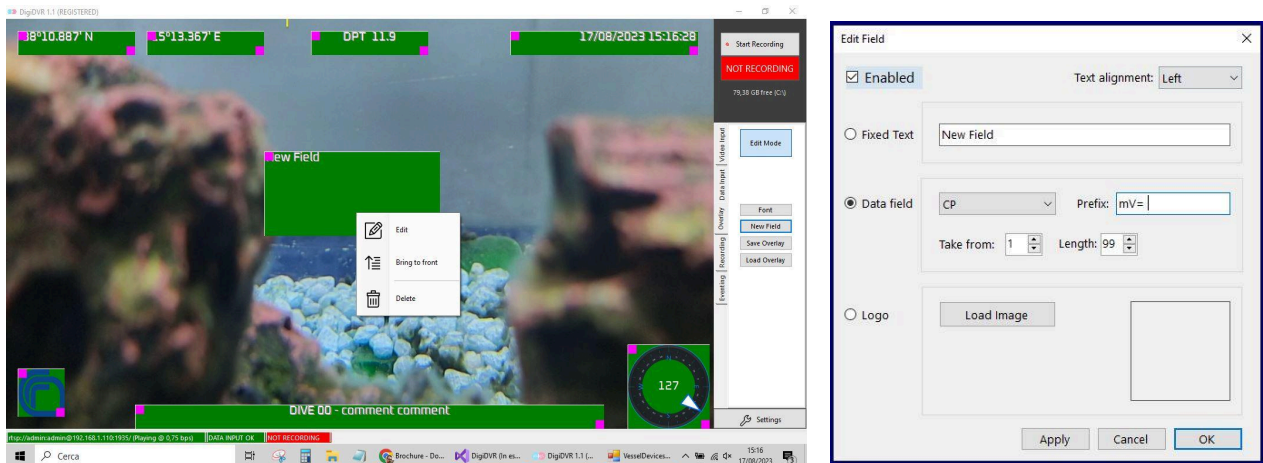 DigiDVR 1.1 (REGISTERED)
38°10.887' N
15°13.367' E
DPT 11.9
17/08/2023 15:16:28
Start Recording
NOT RECORDING
79,38 GB free (C:\)
Video Input
Data Input
Overlay
Recording
Eventing
Edit Mode
Font
New Field
Save Overlay
Load Overlay
New Field
Edit
Bring to front
Delete
127
DIVE 00 - comment comment
Settings
rtsp://admin:admin@192.168.1.110:1935/ (Playing @ 0,75 bps)
DATA INPUT OK
NOT RECORDING
Cerca
Brochure - Do...
DigiDVR (In es...
DigiDVR 1.1 (...
VesselDevices...
15:16
17/08/2023
Edit Field
Enabled
Text alignment: Left
Fixed Text
New Field
Data field
CP
Prefix: mV=
Take from: 1
Length: 99
Logo
Load Image
Apply
Cancel
OK